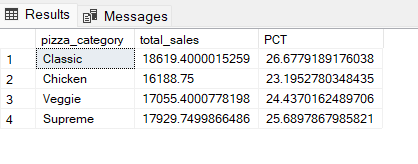 Results Messages
pizza_category total_sales PCT
1 Classic 18619.4000015259 26.6779189176038
2 Chicken 16188.75 23.1952780348435
3 Veggie 17055.4000778198 24.4370162489706
4 Supreme 17929.7499866486 25.6897867985821